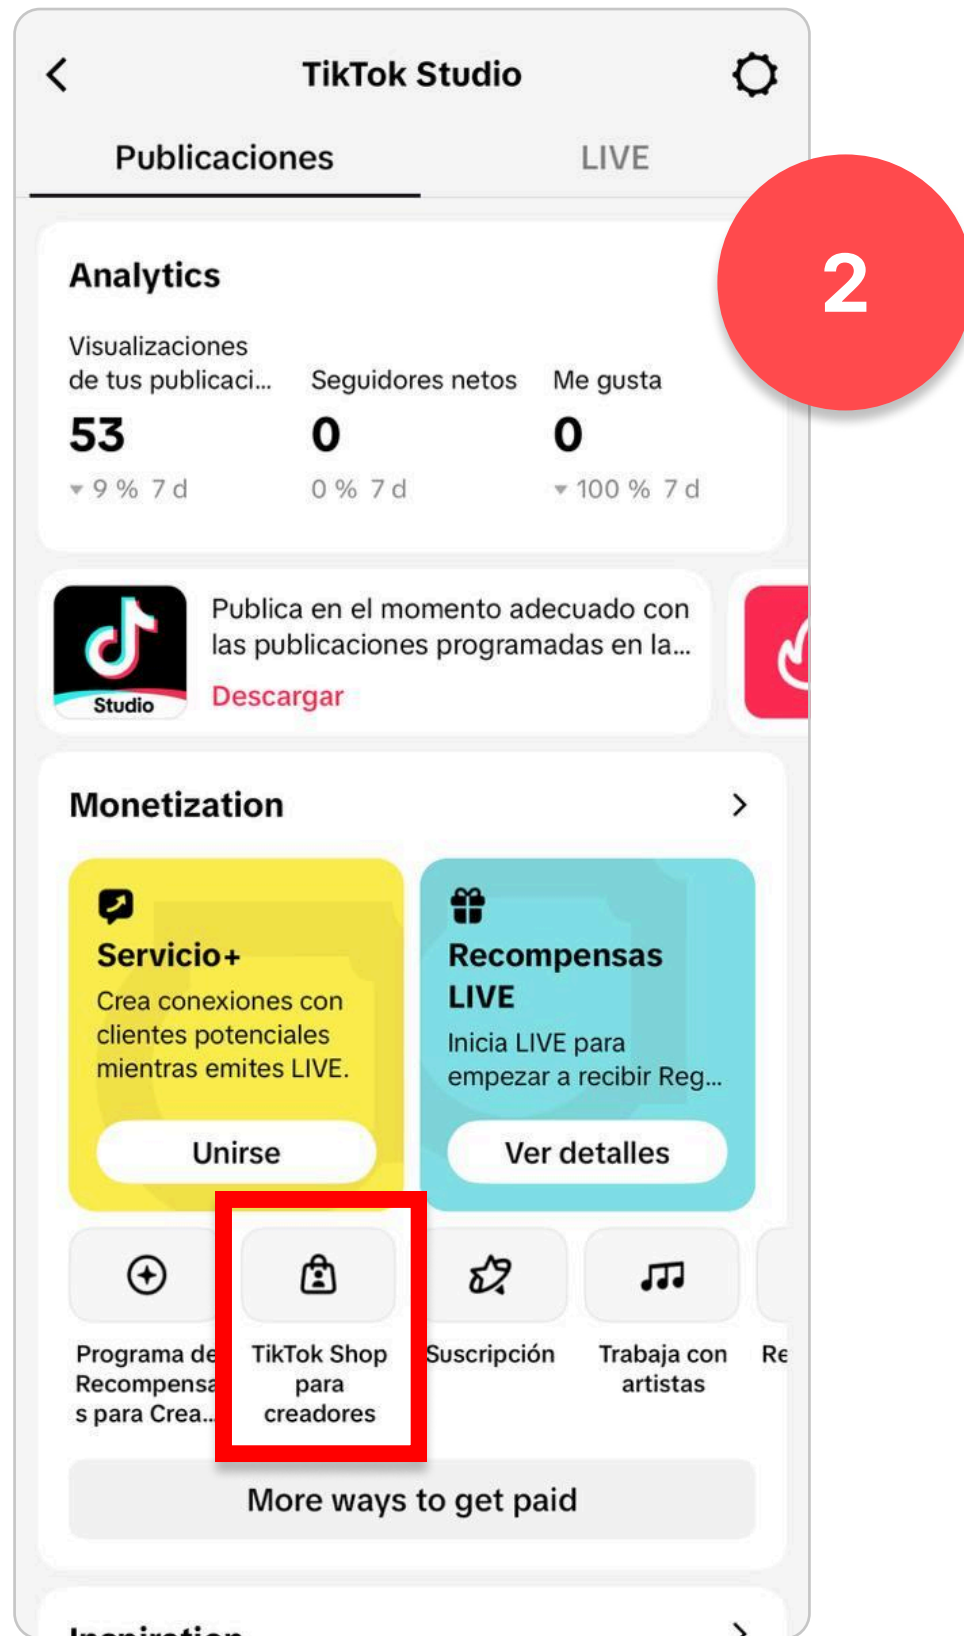 TikTok Studio
Publicaciones
LIVE
2
Analytics
Visualizaciones
de tus publicaci...
Seguidores netos
Me gusta
53
0
0
9 % 7 d
0 % 7 d
100 % 7 d
Studio
Publica en el momento adecuado con
las publicaciones programadas en la...
Descargar
Monetization
Servicio+
Crea conexiones con
clientes potenciales
mientras emites LIVE.
Unirse
Recompensas
LIVE
Inicia LIVE para
empezar a recibir Reg...
Ver detalles
Programa de
Recompensa
s para Crea...
TikTok Shop
para
creadores
Suscripción
Trabaja con
artistas
Re
More ways to get paid
Inspiration